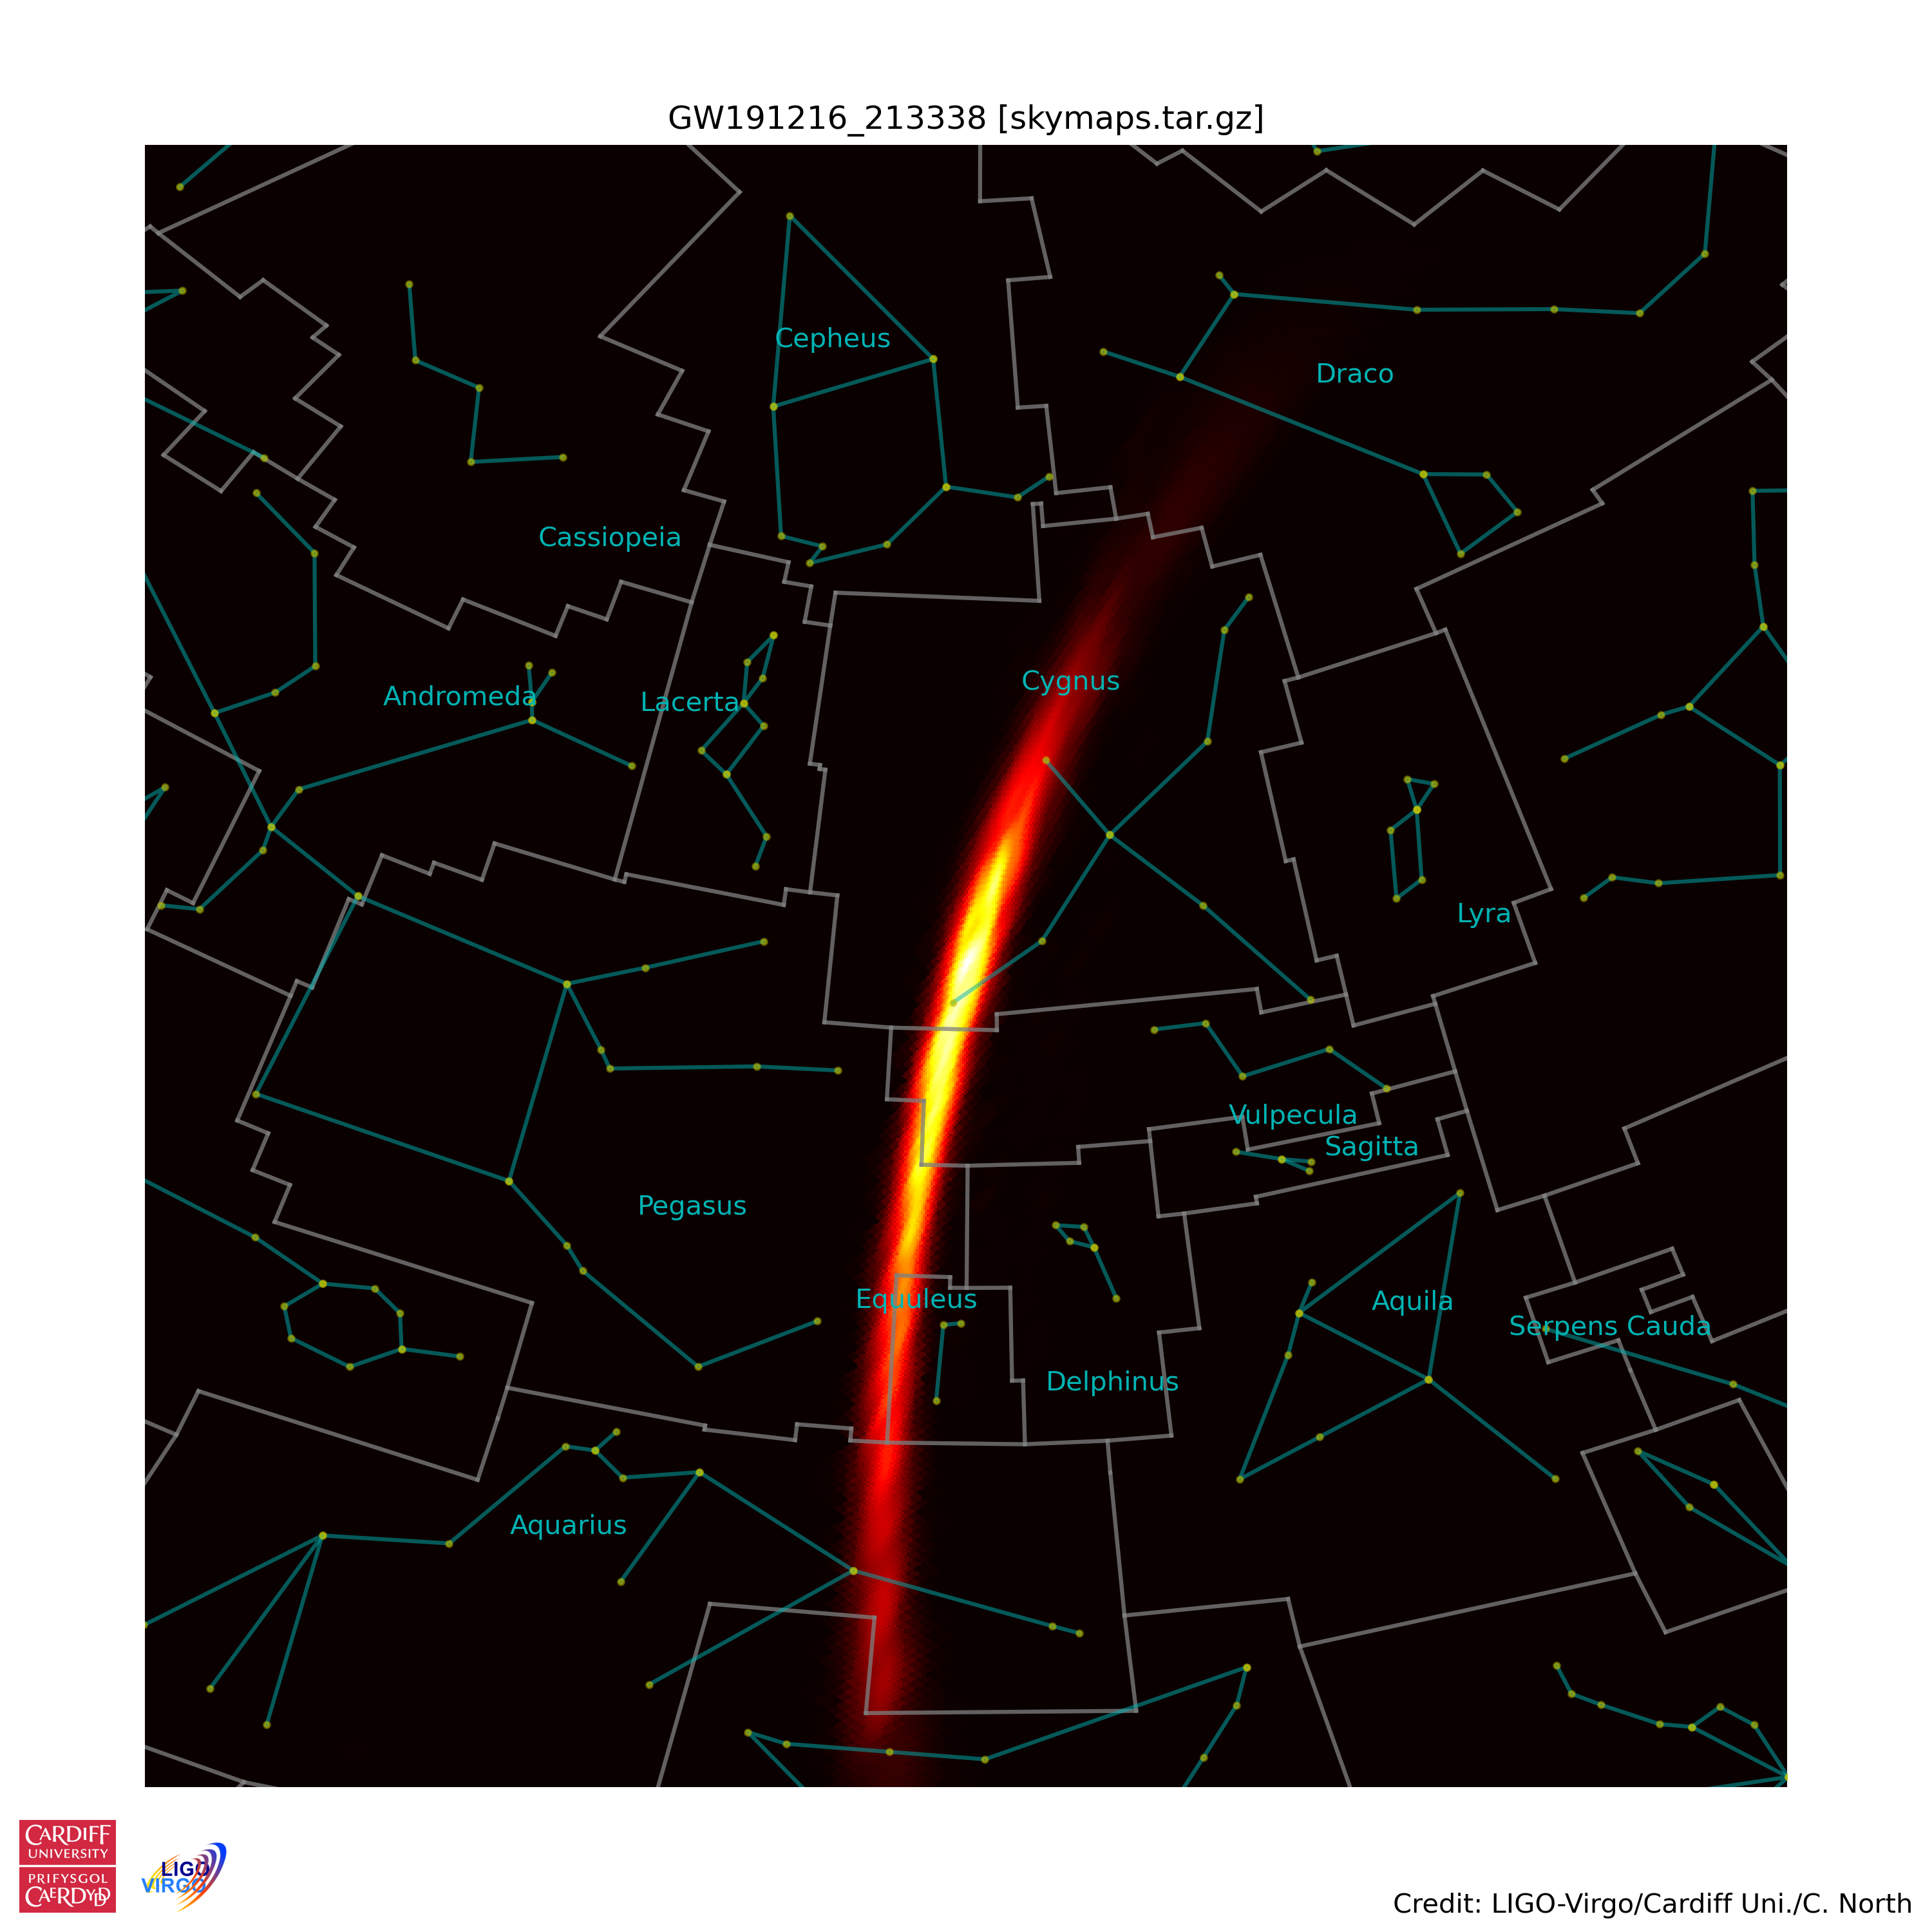 GW191216_213338 [skymaps.tar.gz]
Cepheus
Draco
Cassiopeia
Cygnus
Andromeda
Lacerta
Lyra
Vulpecula
Sagitta
Pegasus
Equuleus
Aquila
Serpens Cauda
Delphinus
Aquarius
CARDIFF
UNIVERSITY
PRIFYSGOL
CAERDYDD
LIGO
VIRGO
Credit: LIGO-Virgo/Cardiff Uni./C. North